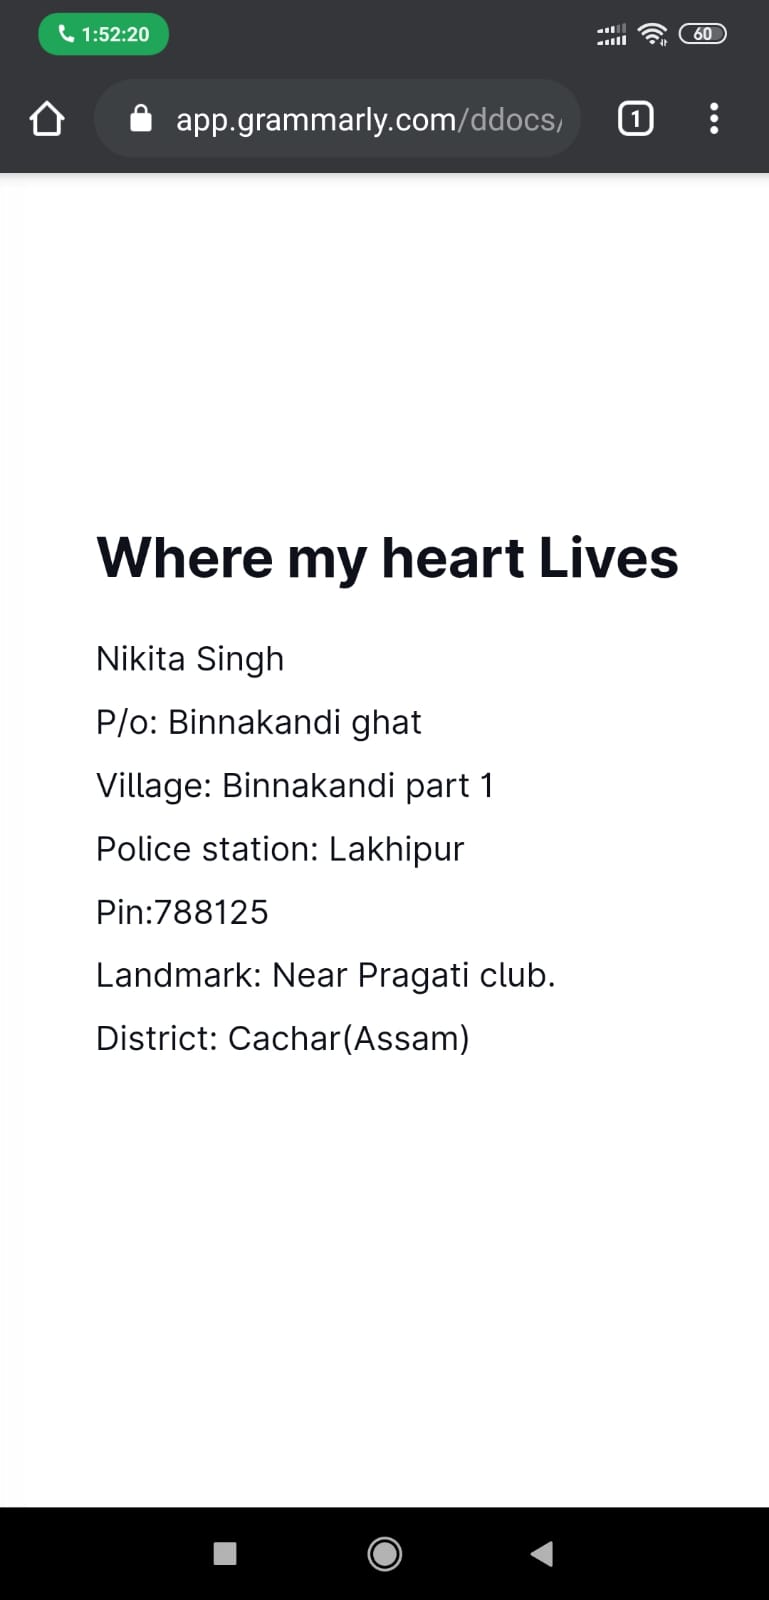 1:52:20
60
app.grammarly.com/ddocs/
1
Where my heart Lives
Nikita Singh
P/o: Binnakandi ghat
Village: Binnakandi part 1
Police station: Lakhipur
Pin:788125
Landmark: Near Pragati club.
District: Cachar(Assam)